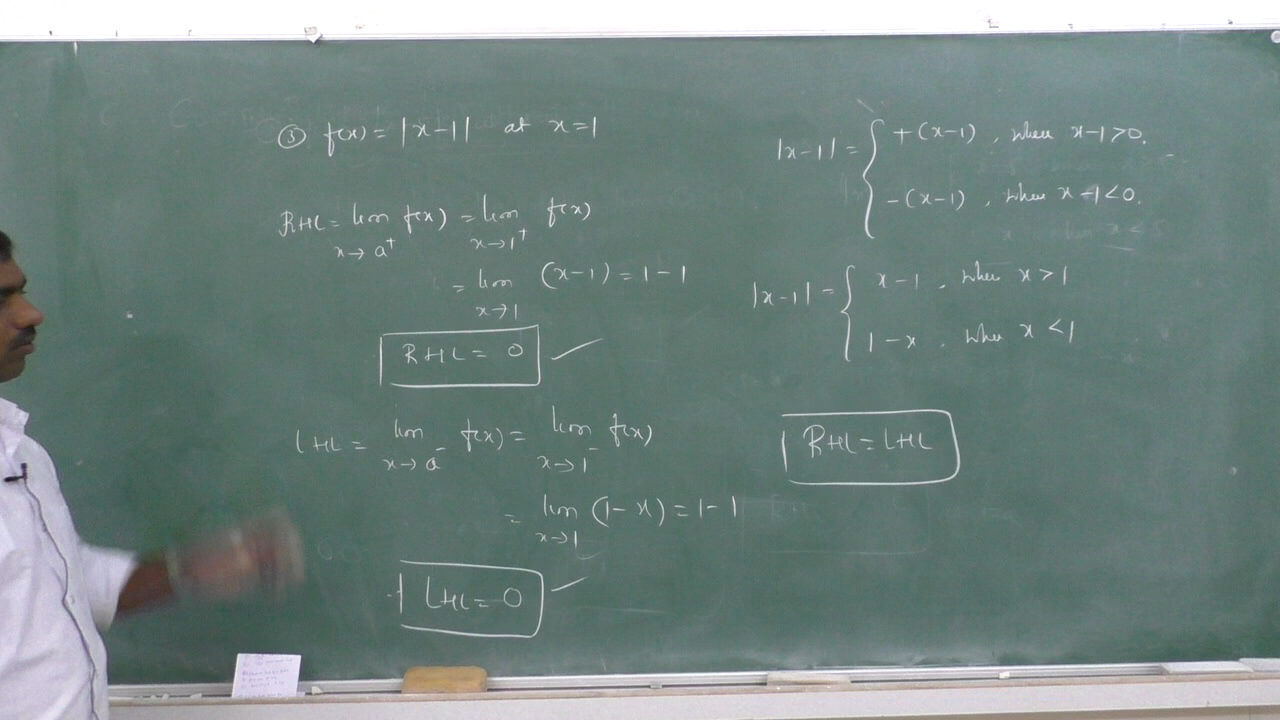 ③ f(x) = |x-1| at x=1
RHL = lim f(x) = lim f(x)
x→a⁺ x→1⁺
= lim (x-1) = 1-1
x→1
RHL = 0 ✓
LHL = lim f(x) = lim f(x)
x→a⁻ x→1⁻
= lim (1-x) = 1-1
x→1
LHL = 0 ✓
|x-1| = { +(x-1) , when x-1>0.
-(x-1) , when x-1<0.
|x-1| = { x-1 , when x>1
1-x , when x<1
RHL = LHL